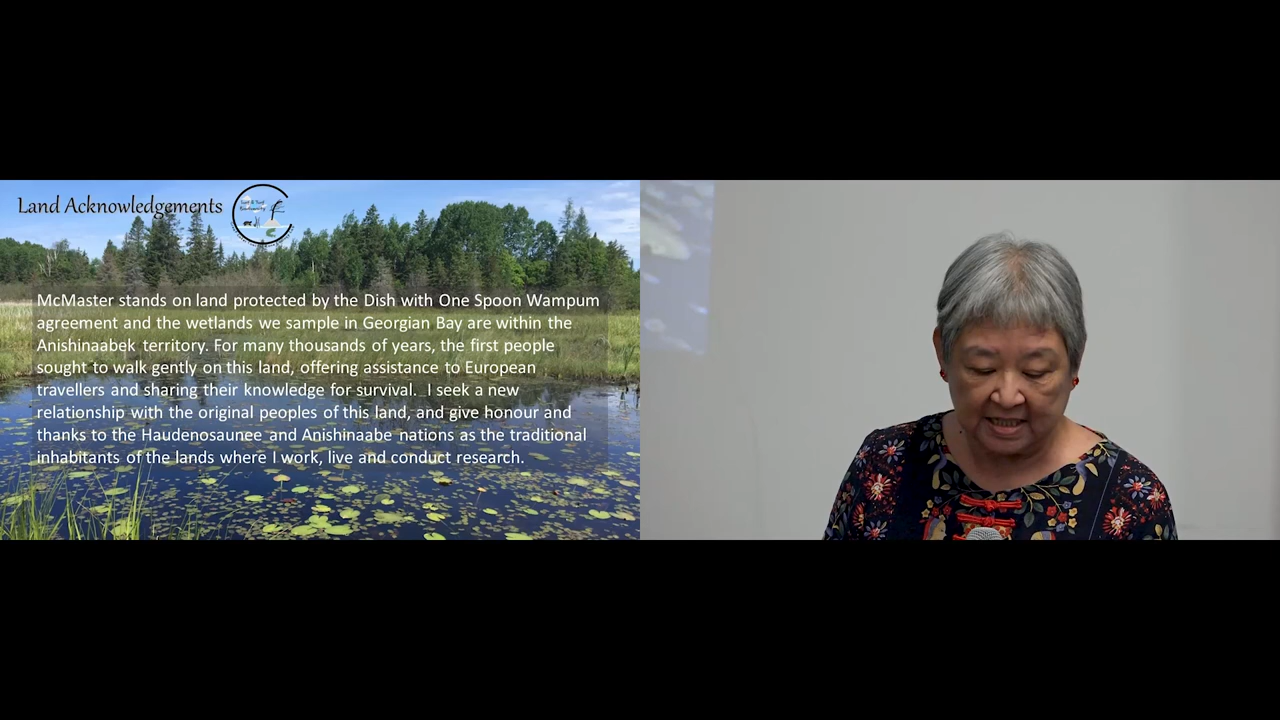 Land Acknowledgements
McMaster stands on land protected by the Dish with One Spoon Wampum
agreement and the wetlands we sample in Georgian Bay are within the
Anishinaabek territory. For many thousands of years, the first people
sought to walk gently on this land, offering assistance to European
travellers and sharing their knowledge for survival.  I seek a new
relationship with the original peoples of this land, and give honour and
thanks to the Haudenosaunee and Anishinaabe nations as the traditional
inhabitants of the lands where I work, live and conduct research.